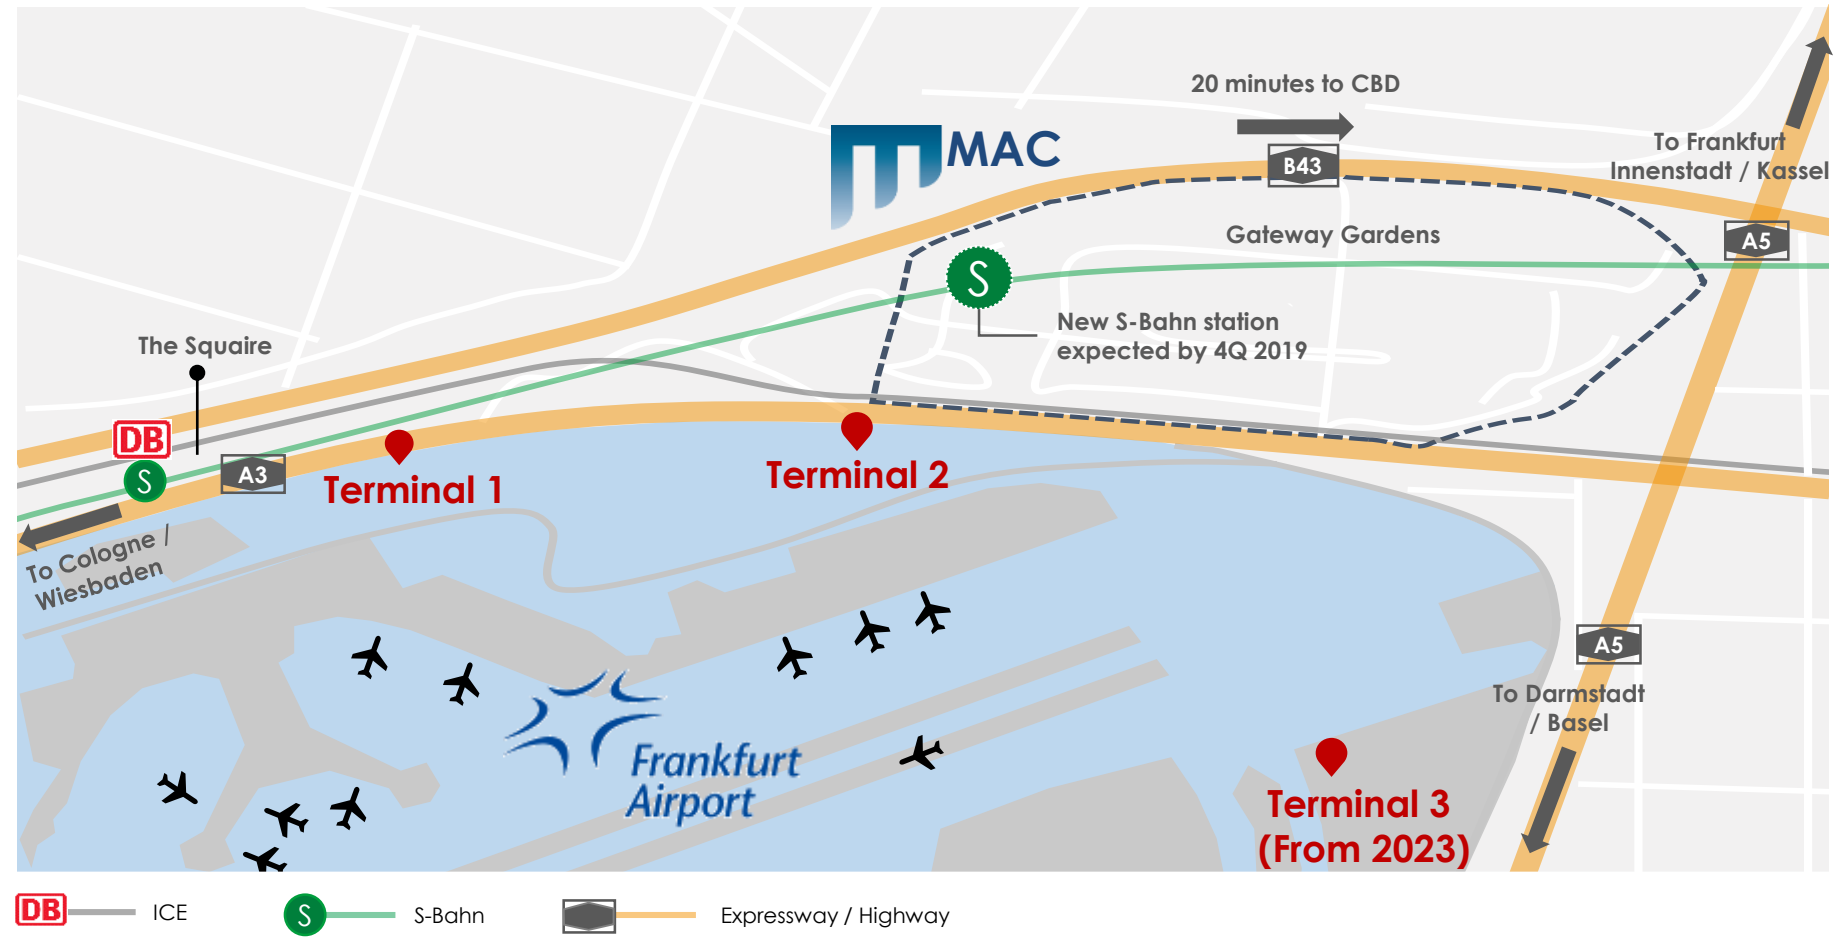 20 minutes to CBD
MAC
B43
To Frankfurt
Innenstadt / Kassel
Gateway Gardens
A5
S
New S-Bahn station
expected by 4Q 2019
The Squaire
DB
S
A3
Terminal 1
Terminal 2
To Cologne /
Wiesbaden
A5
To Darmstadt
/ Basel
Frankfurt
Airport
Terminal 3
(From 2023)
DB ICE
S S-Bahn
Expressway / Highway